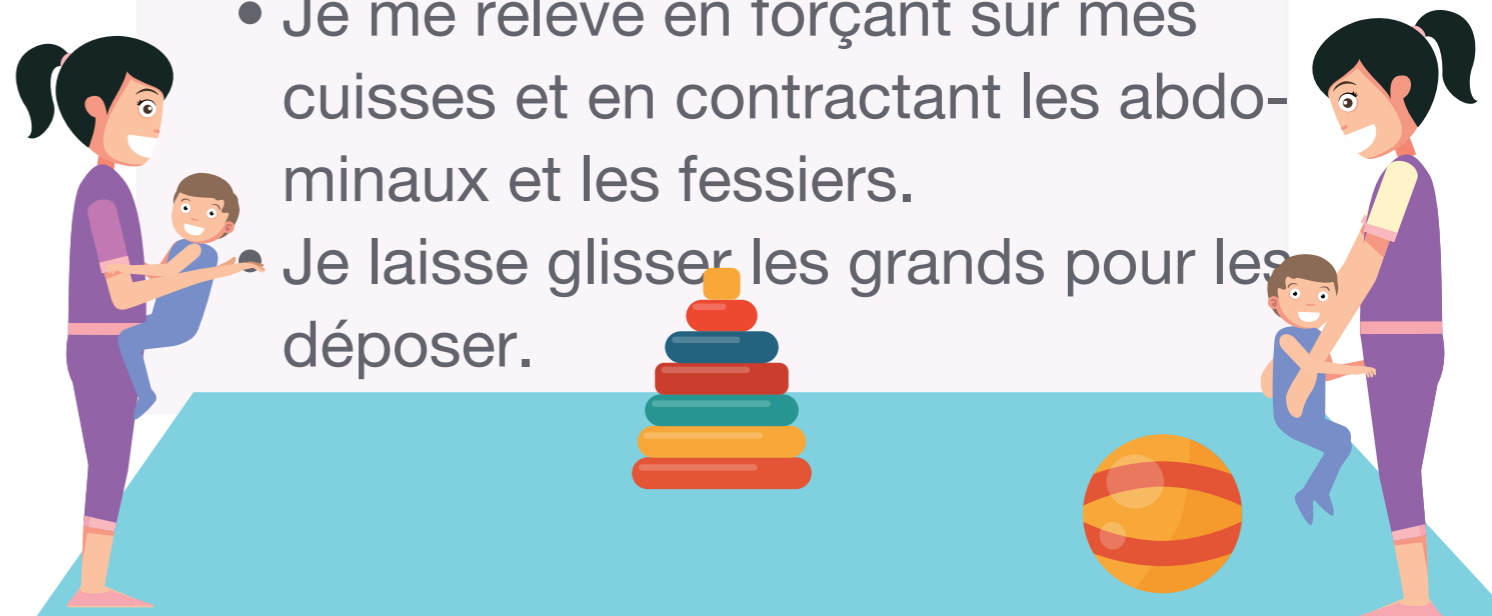 • Je me relève en forçant sur mes
cuisses et en contractant les abdo-
minaux et les fessiers.
• Je laisse glisser les grands pour les
déposer.